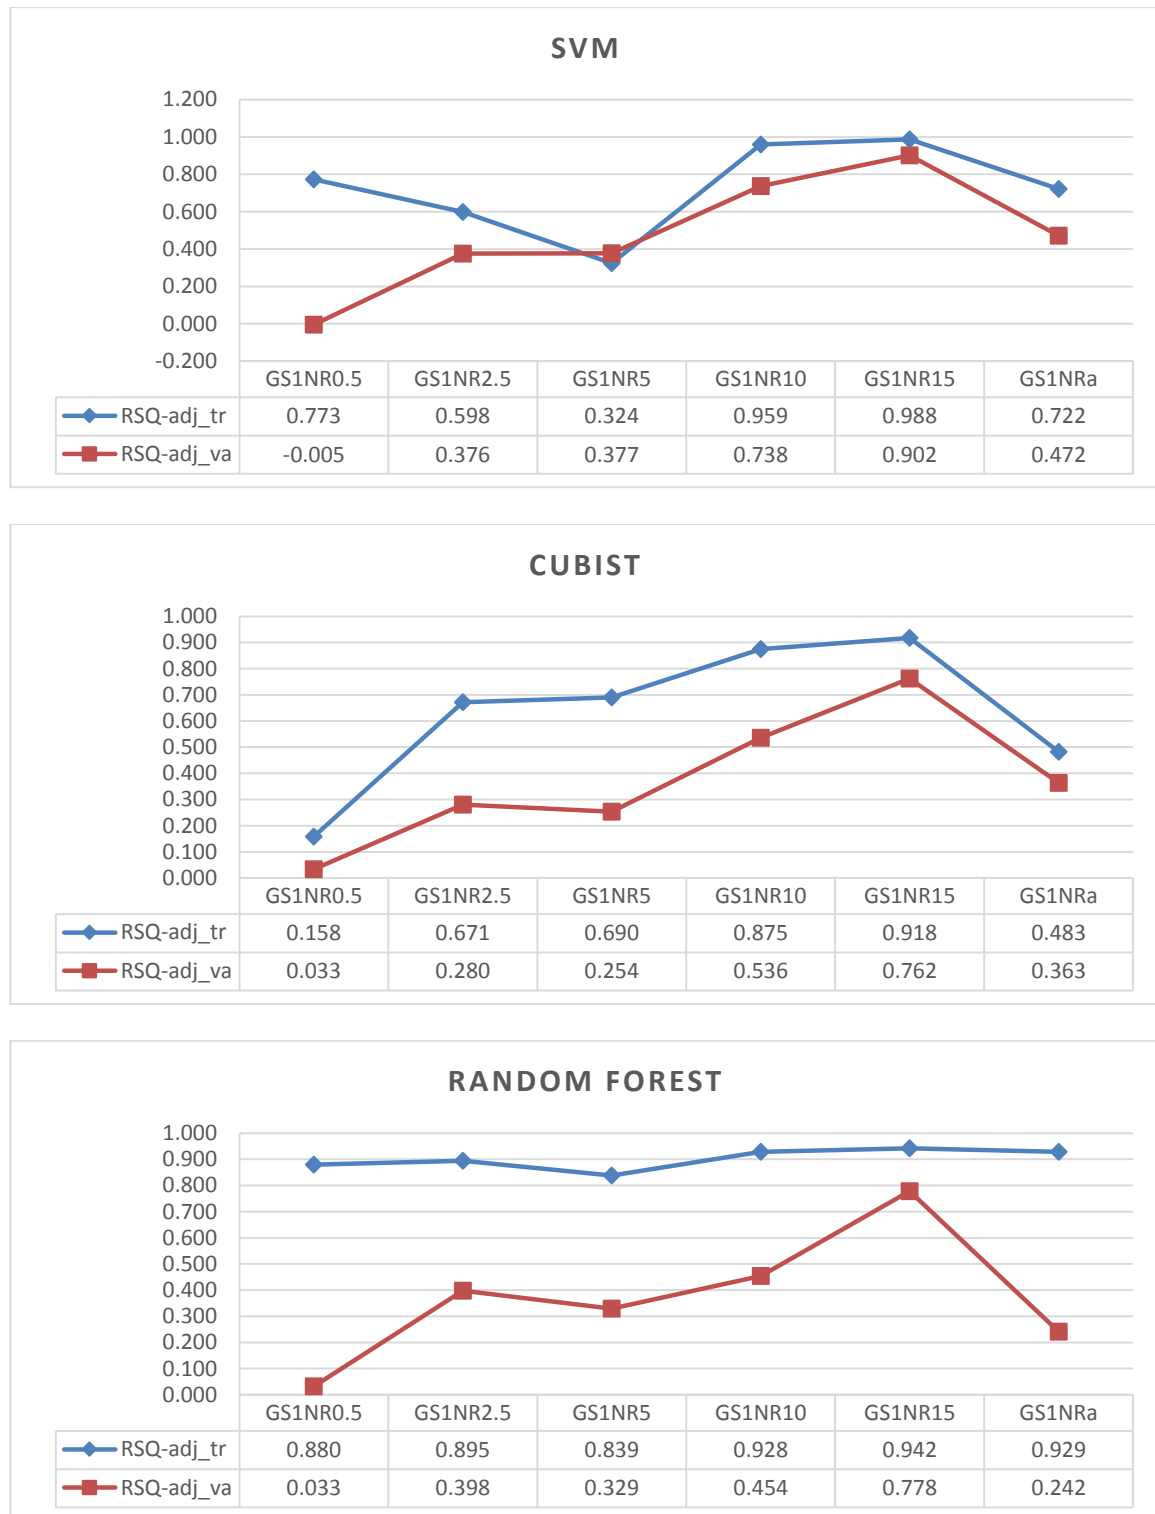 SVM
1.200
1.000
0.800
0.600
0.400
0.200
0.000
-0.200
GS1NR0.5 GS1NR2.5 GS1NR5 GS1NR10 GS1NR15 GS1NRa
RSQ-adj_tr 0.773 0.598 0.324 0.959 0.988 0.722
RSQ-adj_va -0.005 0.376 0.377 0.738 0.902 0.472
CUBIST
1.000
0.900
0.800
0.700
0.600
0.500
0.400
0.300
0.200
0.100
0.000
GS1NR0.5 GS1NR2.5 GS1NR5 GS1NR10 GS1NR15 GS1NRa
RSQ-adj_tr 0.158 0.671 0.690 0.875 0.918 0.483
RSQ-adj_va 0.033 0.280 0.254 0.536 0.762 0.363
RANDOM FOREST
1.000
0.900
0.800
0.700
0.600
0.500
0.400
0.300
0.200
0.100
0.000
GS1NR0.5 GS1NR2.5 GS1NR5 GS1NR10 GS1NR15 GS1NRa
RSQ-adj_tr 0.880 0.895 0.839 0.928 0.942 0.929
RSQ-adj_va 0.033 0.398 0.329 0.454 0.778 0.242